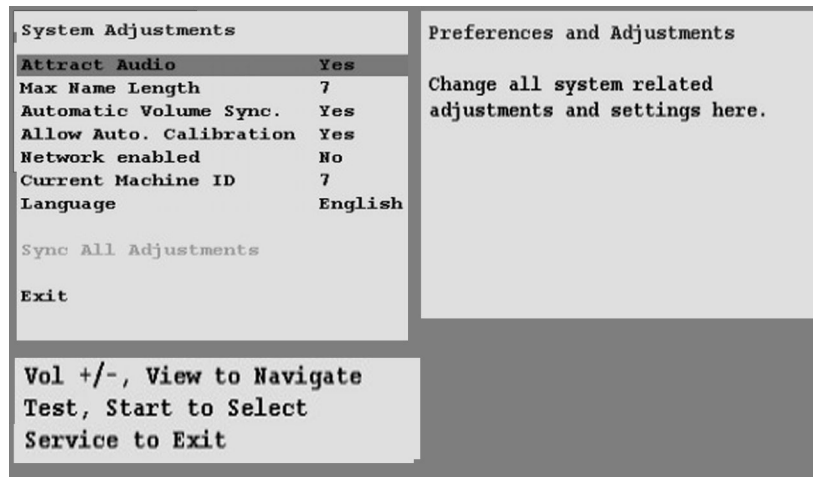 System Adjustments
Attract Audio Yes
Max Name Length 7
Automatic Volume Sync. Yes
Allow Auto. Calibration Yes
Network enabled No
Current Machine ID 7
Language English
Sync All Adjustments
Exit
Preferences and Adjustments
Change all system related
adjustments and settings here.
Vol +/-, View to Navigate
Test, Start to Select
Service to Exit